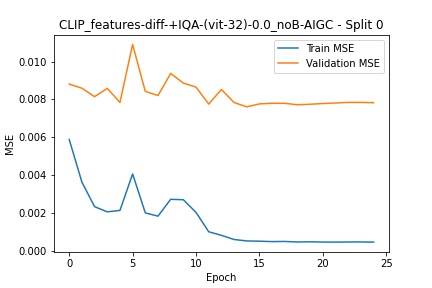 CLIP_features-diff-+IQA-(vit-32)-0.0_noB-AIGC - Split 0
Train MSE
Validation MSE
MSE
0.010
0.008
0.006
0.004
0.002
0.000
0 5 10 15 20 25
Epoch